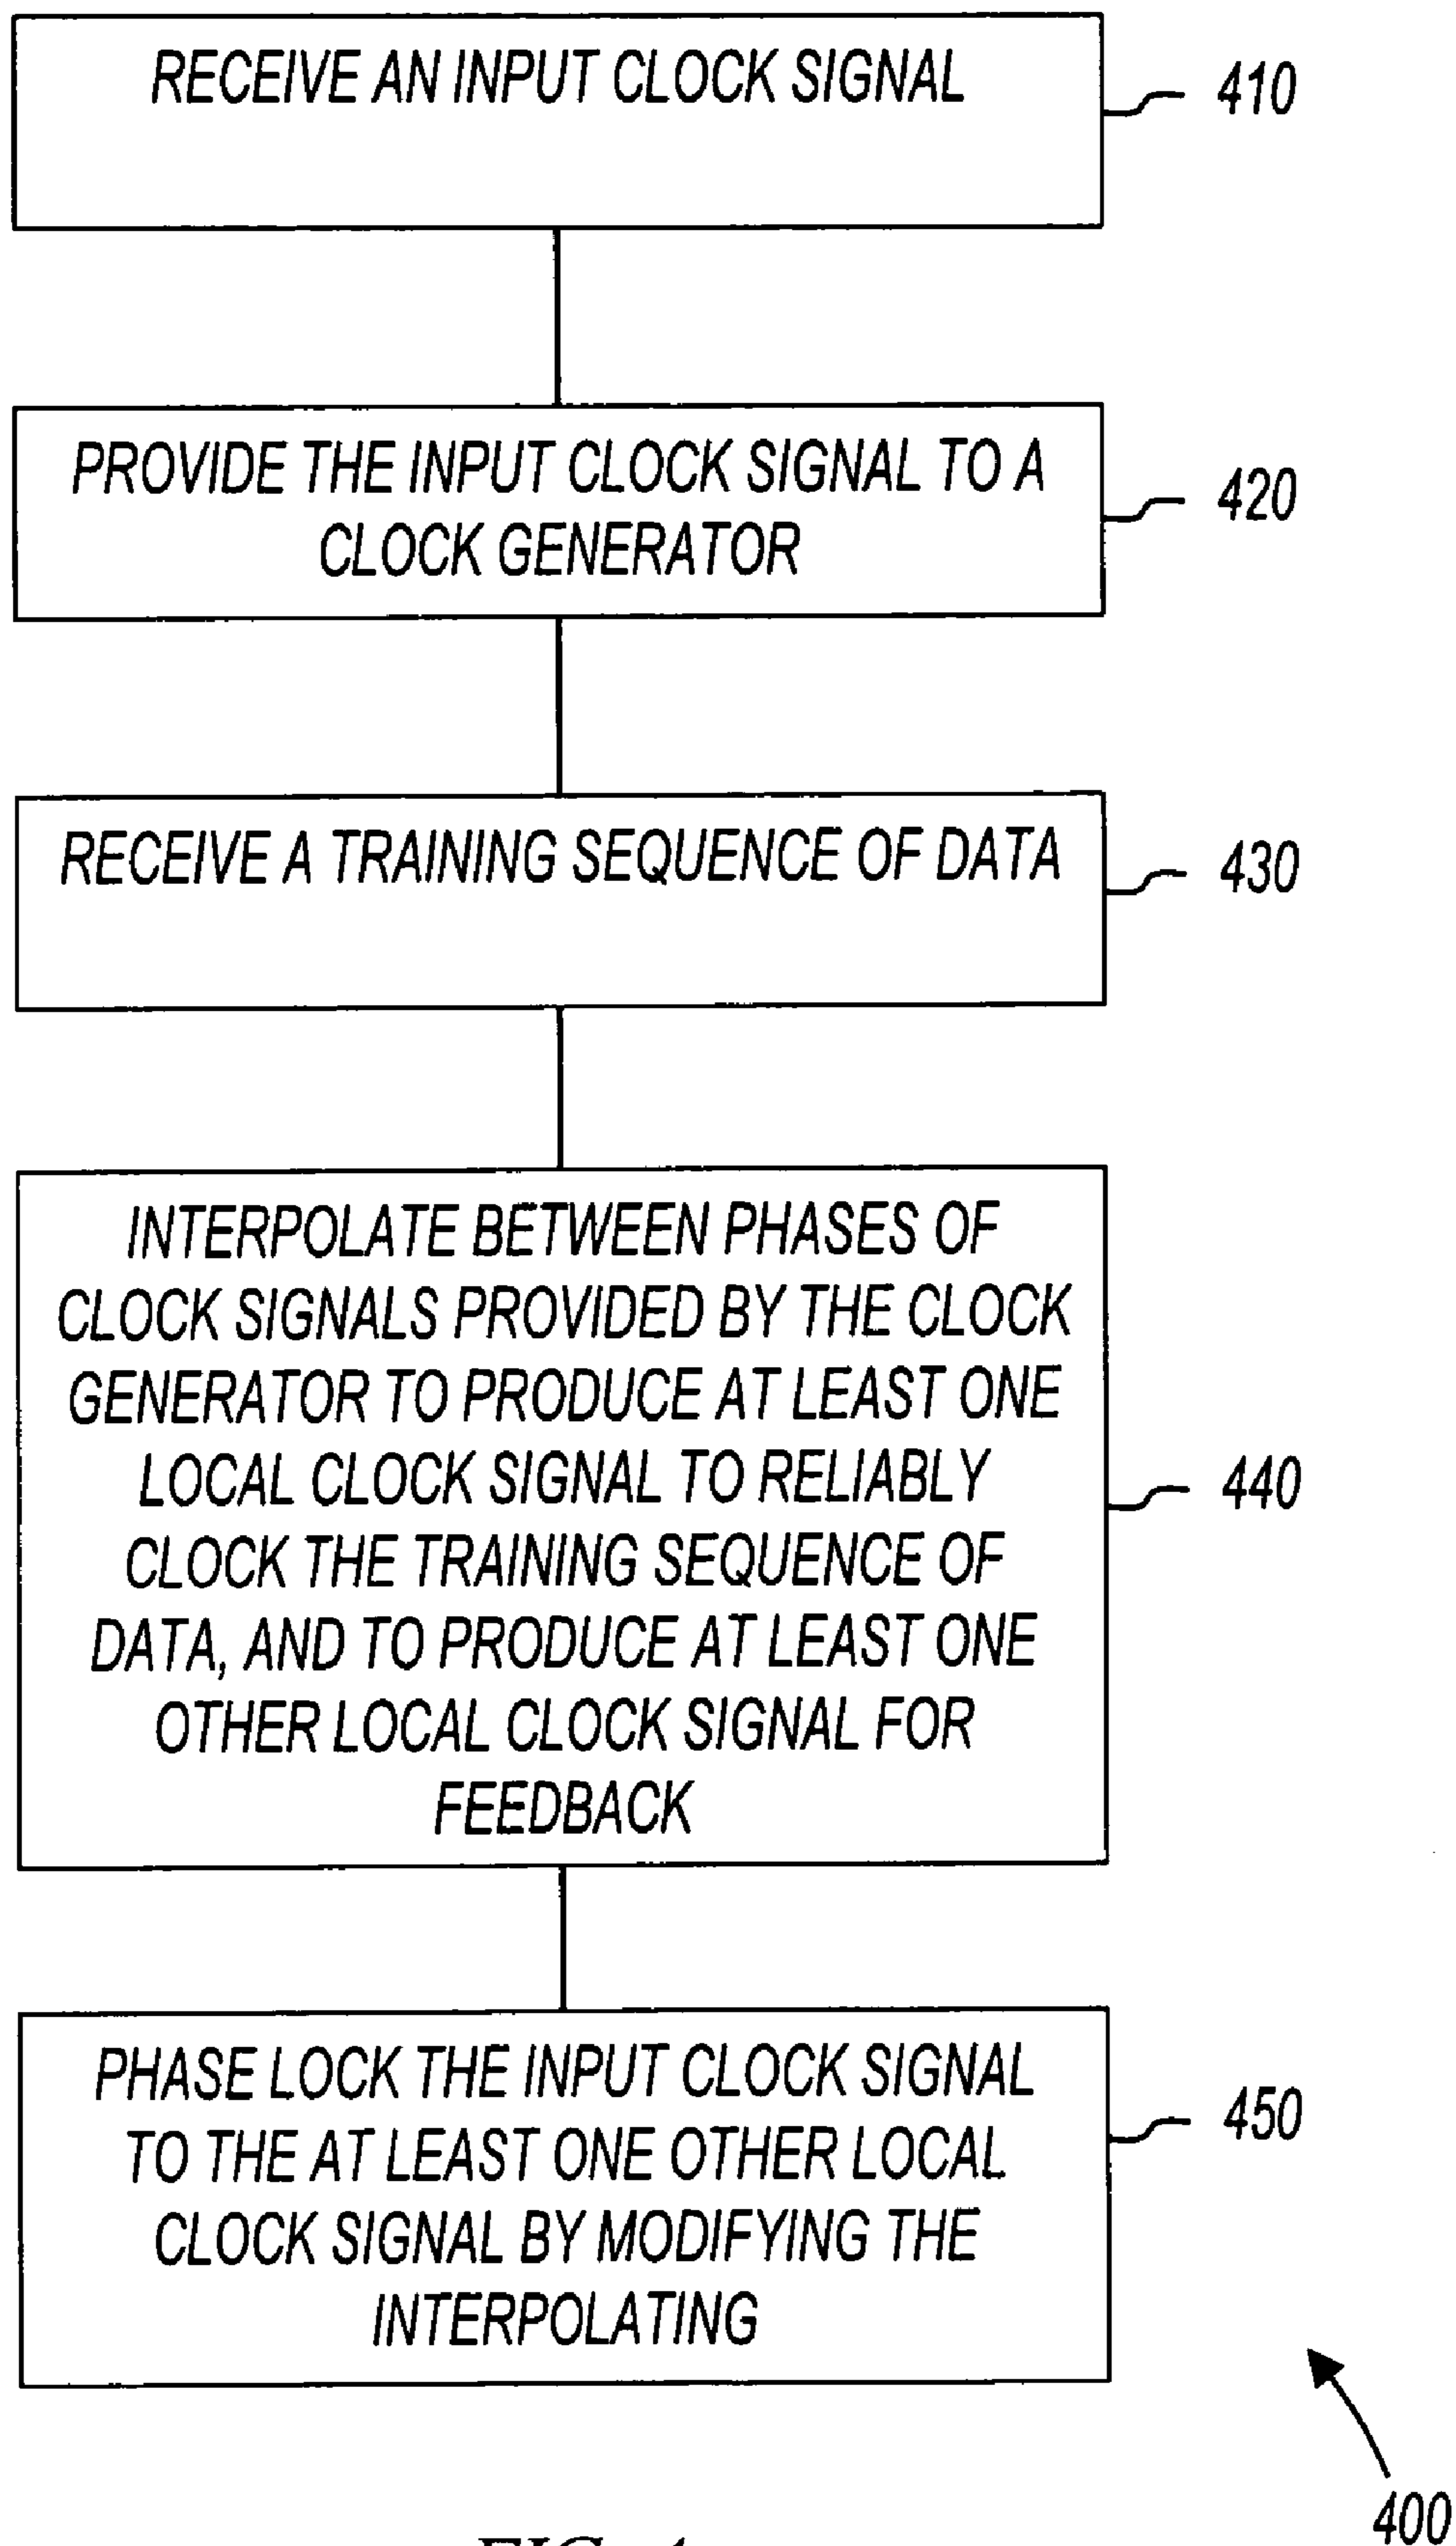 RECEIVE AN INPUT CLOCK SIGNAL
410
PROVIDE THE INPUT CLOCK SIGNAL TO A
CLOCK GENERATOR
420
RECEIVE A TRAINING SEQUENCE OF DATA
430
INTERPOLATE BETWEEN PHASES OF
CLOCK SIGNALS PROVIDED BY THE CLOCK
GENERATOR TO PRODUCE AT LEAST ONE
LOCAL CLOCK SIGNAL TO RELIABLY
CLOCK THE TRAINING SEQUENCE OF
DATA, AND TO PRODUCE AT LEAST ONE
OTHER LOCAL CLOCK SIGNAL FOR
FEEDBACK
440
PHASE LOCK THE INPUT CLOCK SIGNAL
TO THE AT LEAST ONE OTHER LOCAL
CLOCK SIGNAL BY MODIFYING THE
INTERPOLATING
450
400